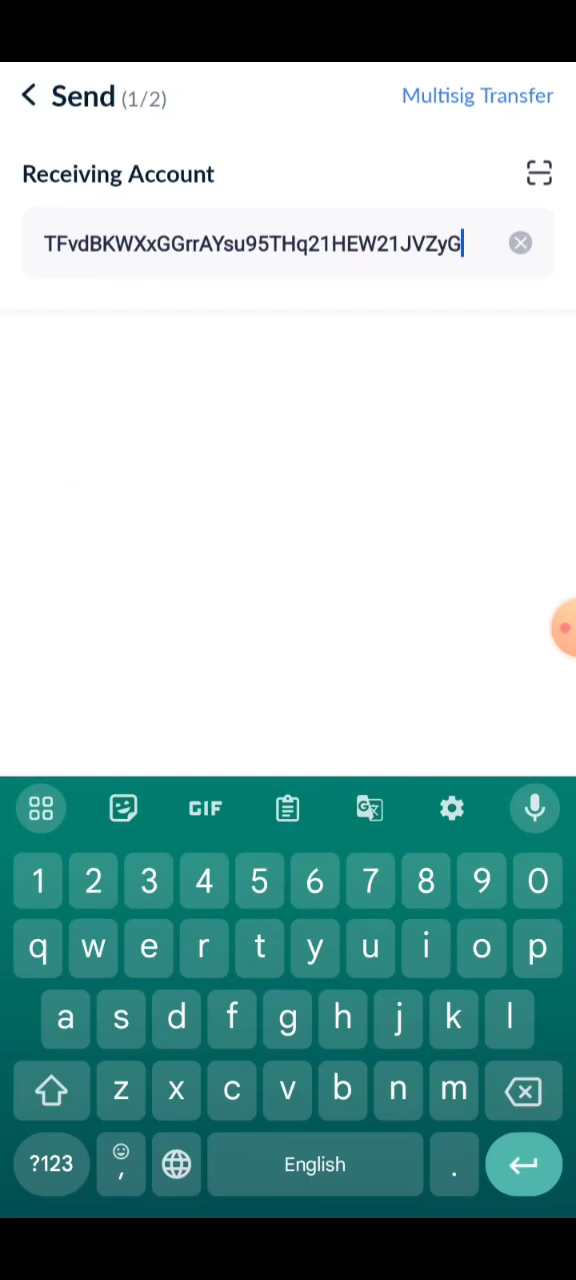 Send (1/2)
Multisig Transfer
Receiving Account
TFvdBKWXxGGrrAYsu95THq21HEW21JVZyG
GIF
1 2 3 4 5 6 7 8 9 0
q w e r t y u i o p
a s d f g h j k l
z x c v b n m
?123 , English .